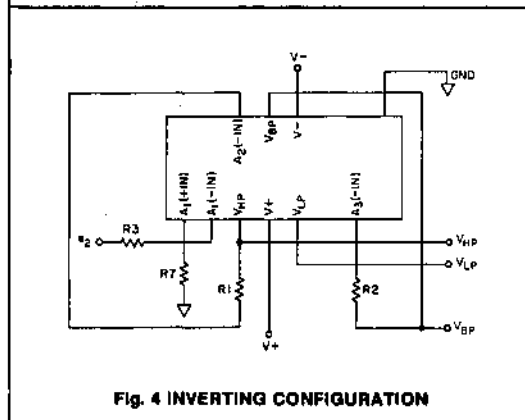 V-
GND
A2(-IN)
VBP
V-
A1(+IN)
A1(-IN)
VHP
V+
VLP
A3(-IN)
e2
R3
R7
R1
R2
VHP
VLP
VBP
V+
Fig. 4 INVERTING CONFIGURATION